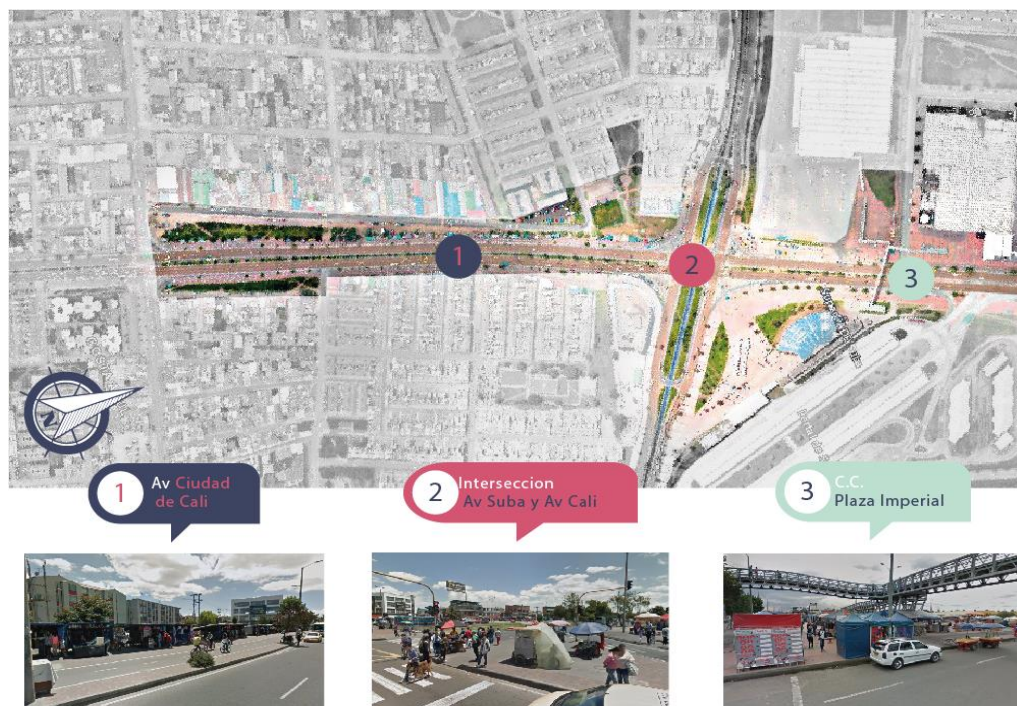 1
2
3
N
1
Av Ciudad
de Cali
2
Interseccion
Av Suba y Av Cali
3
C.C.
Plaza Imperial